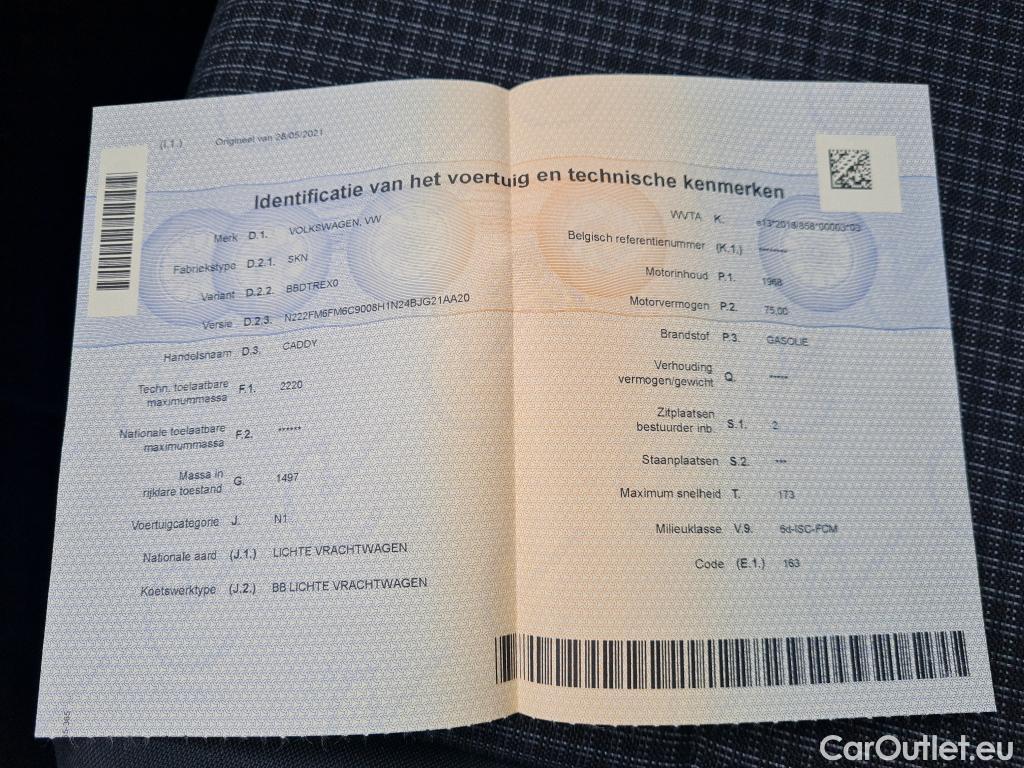 (I.1.) Origineel van 28/05/2021
Identificatie van het voertuig en technische kenmerken
Merk D.1. VOLKSWAGEN, VW
Fabriekstype D.2.1. SKN
Variant D.2.2. BBDTREX0
Versie D.2.3. N222FM6FM6C9008H1N24BJG21AA20
Handelsnaam D.3. CADDY
Techn. toelaatbare
maximummassa F.1. 2220
Nationale toelaatbare
maximummassa F.2. ******
Massa in
rijklare toestand G. 1497
Voertuigcategorie J. N1
Nationale aard (J.1.) LICHTE VRACHTWAGEN
Koetswerktype (J.2.) BB LICHTE VRACHTWAGEN
WVTA K. e13*2018/858*00003*03
Belgisch referentienummer (K.1.) --------
Motorinhoud P.1. 1968
Motorvermogen P.2. 75,00
Brandstof P.3. GASOLIE
Verhouding
vermogen/gewicht Q. -----
Zitplaatsen
bestuurder inb. S.1. 2
Staanplaatsen S.2. ---
Maximum snelheid T. 173
Milieuklasse V.9. 6d-ISC-FCM
Code (E.1.) 163
CarOutlet.eu